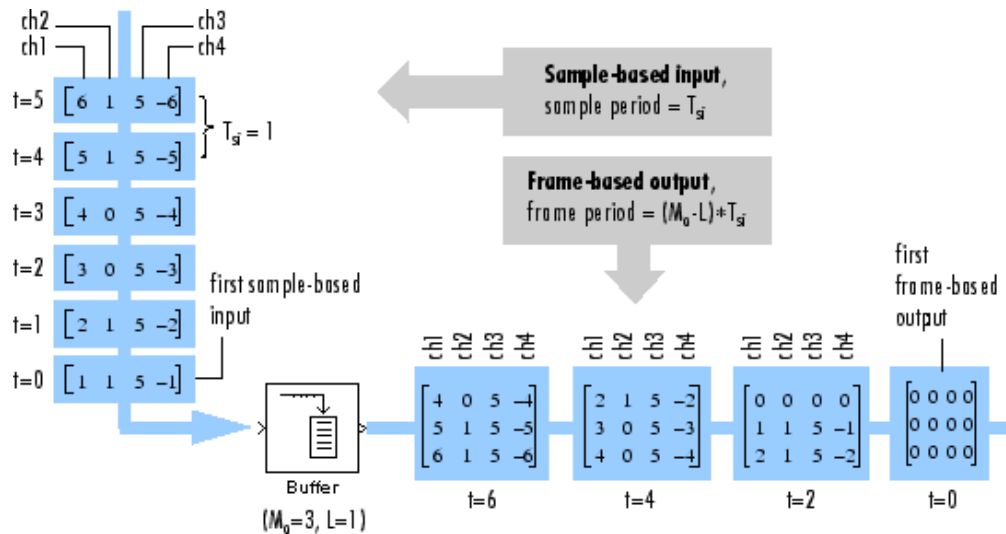 ch2
ch1
ch3
ch4
t=5 [6 1 5 −6]
T_si = 1
t=4 [5 1 5 −5]
t=3 [4 0 5 −4]
t=2 [3 0 5 −3]
t=1 [2 1 5 −2]
t=0 [1 1 5 −1]
first sample-based
input
Sample-based input,
sample period = T_si
Frame-based output,
frame period = (M_o-L)*T_si
first
frame-based
output
Buffer
(M_o=3, L=1)
ch1 ch2 ch3 ch4
4 0 5 −4
5 1 5 −5
6 1 5 −6
t=6
ch1 ch2 ch3 ch4
2 1 5 −2
3 0 5 −3
4 0 5 −4
t=4
ch1 ch2 ch3 ch4
0 0 0 0
1 1 5 −1
2 1 5 −2
t=2
0 0 0 0
0 0 0 0
0 0 0 0
t=0